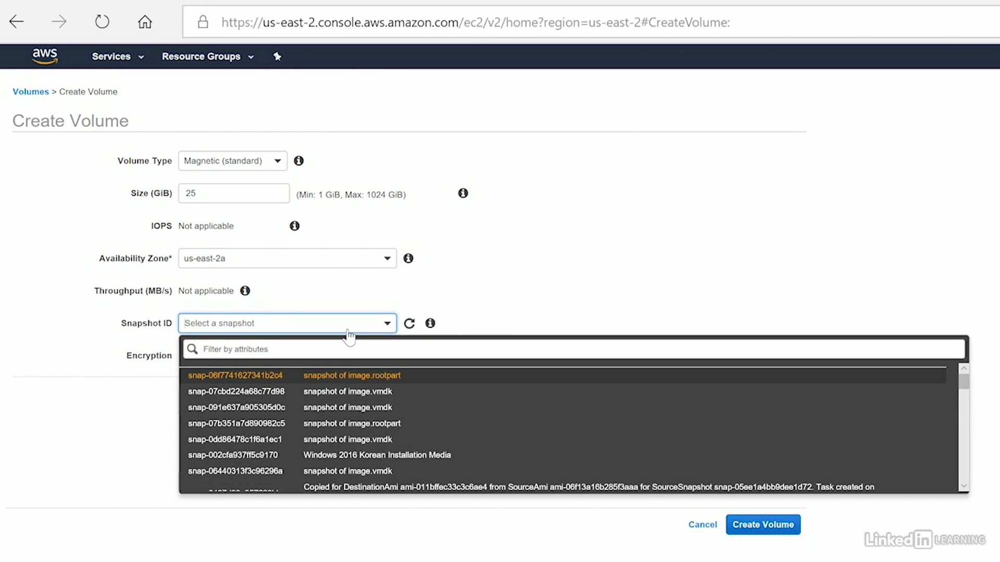 https://us-east-2.console.aws.amazon.com/ec2/v2/home?region=us-east-2#CreateVolume:
aws Services Resource Groups
Volumes > Create Volume
Create Volume
Volume Type Magnetic (standard)
Size (GiB) 25 (Min: 1 GiB, Max: 1024 GiB)
IOPS Not applicable
Availability Zone* us-east-2a
Throughput (MB/s) Not applicable
Snapshot ID Select a snapshot
Encryption
Filter by attributes
snap-06f7741627341b2c4 snapshot of image.rootpart
snap-07cbd224a68c77d98 snapshot of image.vmdk
snap-091e637a905305d0c snapshot of image.vmdk
snap-07b351a7d890982c5 snapshot of image.rootpart
snap-0dd86478c1f6a1ec1 snapshot of image.vmdk
snap-002cfa937ff5c9170 Windows 2016 Korean Installation Media
snap-06440313f3c96296a snapshot of image.vmdk
Copied for DestinationAmi ami-011bffec33c3c6ae4 from SourceAmi ami-06f13a16b285f3aaa for SourceSnapshot snap-05ee1a4bb9dee1d72. Task created on
Cancel Create Volume
Linked in LEARNING